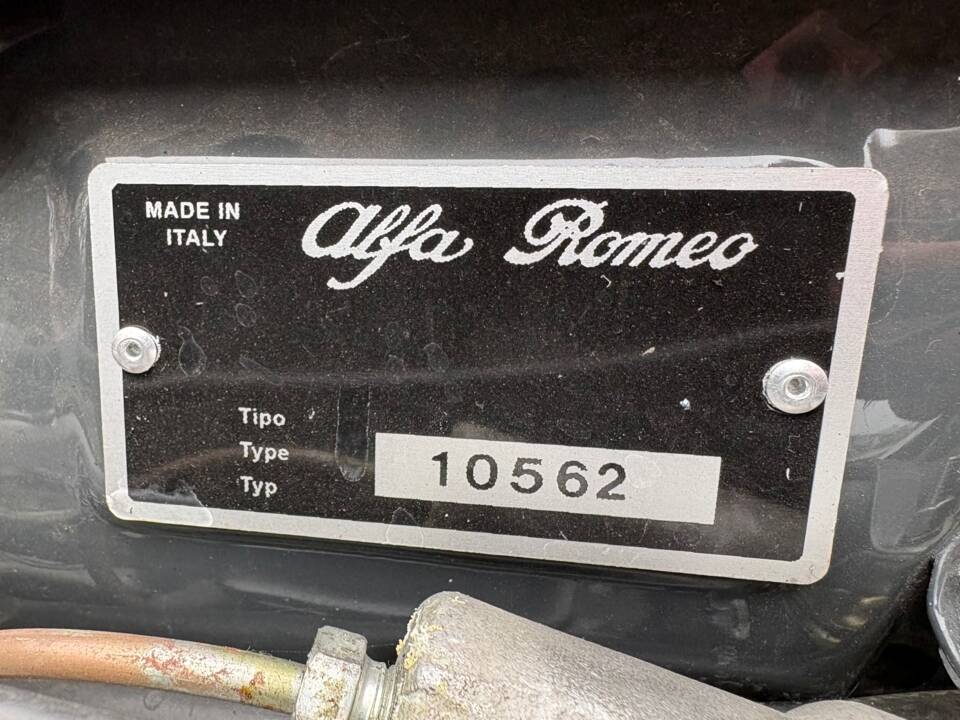 MADE IN
ITALY
Alfa Romeo
Tipo
Type
Typ
10562